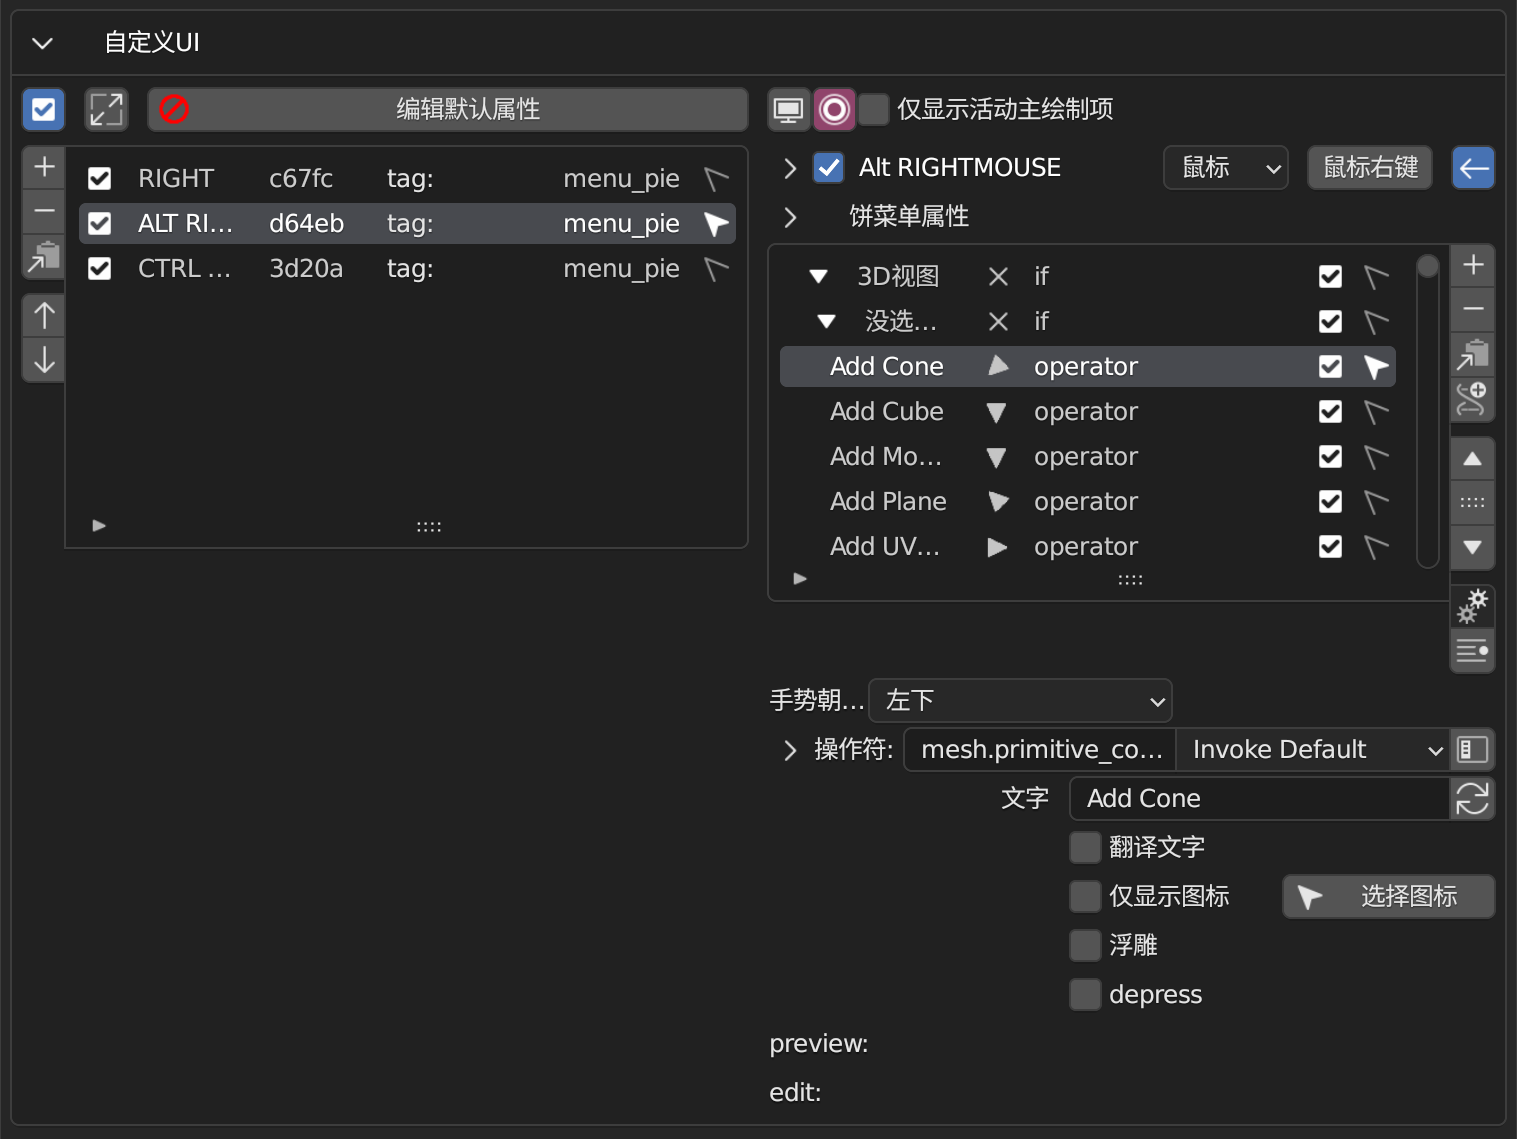 自定义UI
编辑默认属性
仅显示活动主绘制项
RIGHT c67fc tag: menu_pie
ALT RI... d64eb tag: menu_pie
CTRL ... 3d20a tag: menu_pie
Alt RIGHTMOUSE 鼠标 鼠标右键
饼菜单属性
3D视图 if
没选... if
Add Cone operator
Add Cube operator
Add Mo... operator
Add Plane operator
Add UV... operator
手势朝... 左下
操作符: mesh.primitive_co... Invoke Default
文字 Add Cone
翻译文字
仅显示图标 选择图标
浮雕
depress
preview:
edit: